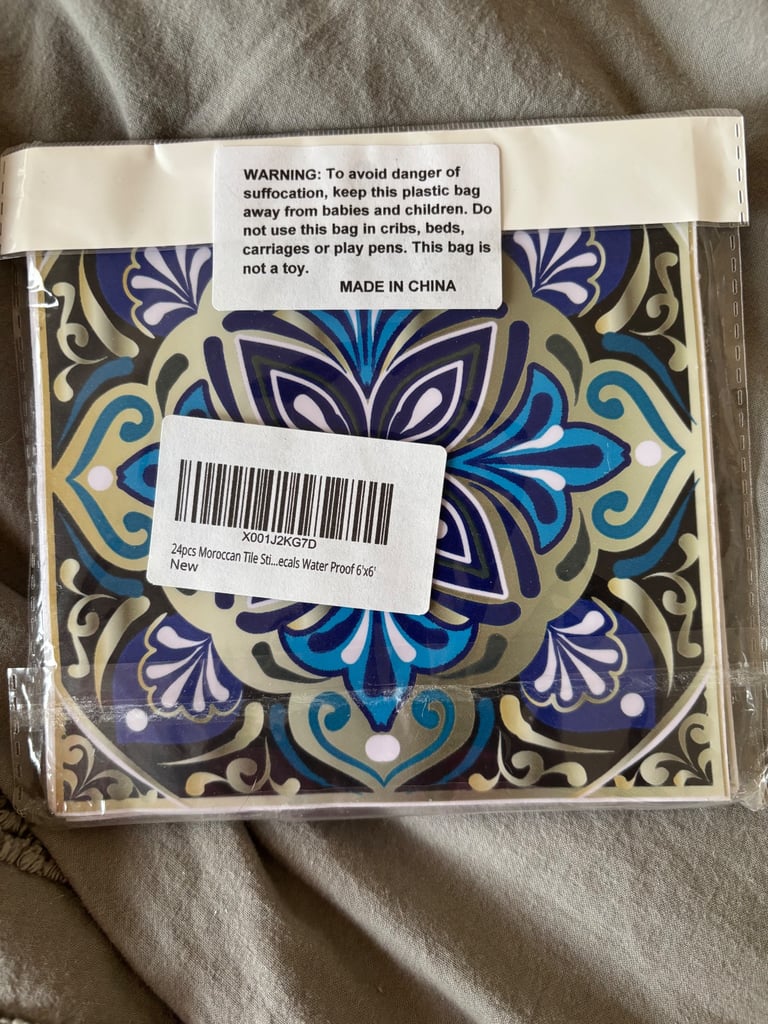 WARNING: To avoid danger of
suffocation, keep this plastic bag
away from babies and children. Do
not use this bag in cribs, beds,
carriages or play pens. This bag is
not a toy.
MADE IN CHINA
X001J2KG7D
24pcs Moroccan Tile Sti...ecals Water Proof 6'x6'
New